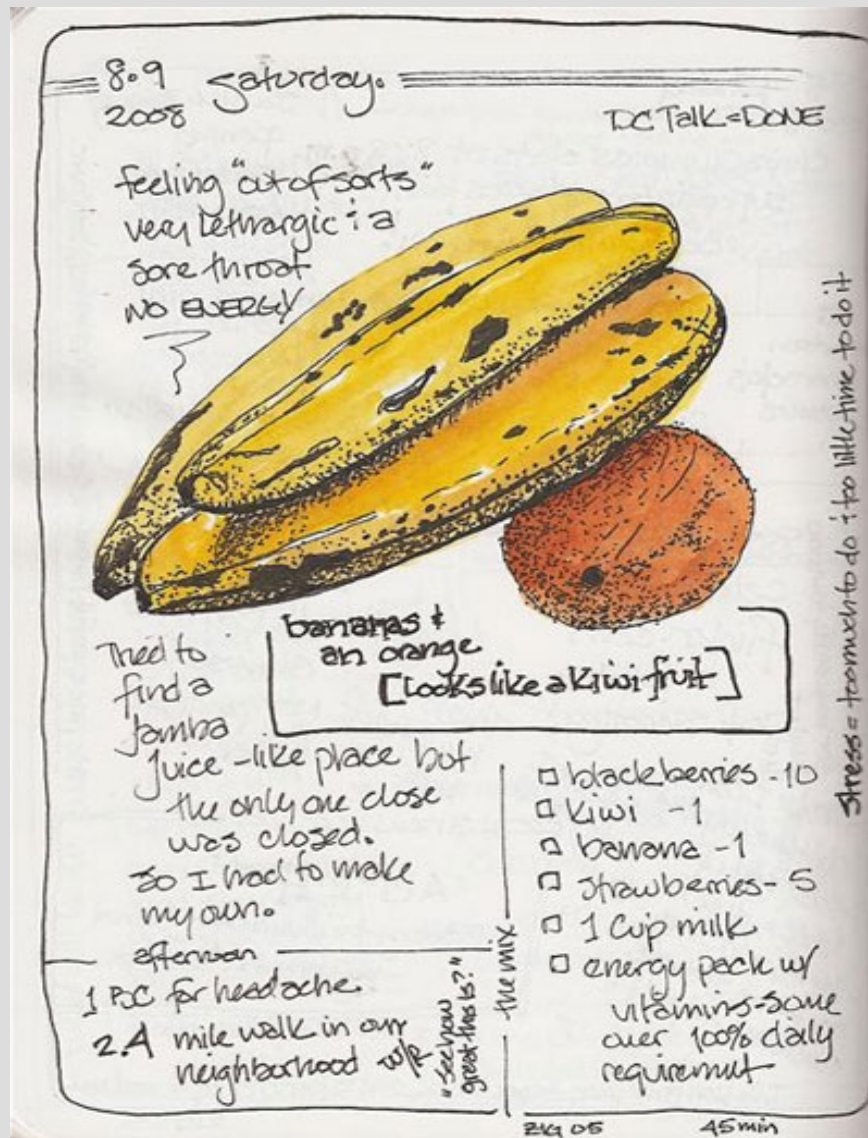 8.9 Saturday.
2008
DC Talk = DONE
feeling "out of sorts"
very lethargic & a
sore throat
NO ENERGY
stress = too much to do & too little time to do it
bananas &
an orange
[looks like a kiwi fruit]
Tried to
find a
Jamba
Juice-like place but
the only one close
was closed.
so I had to make
my own.
the mix
□ blackberries - 10
□ kiwi - 1
□ banana - 1
□ strawberries - 5
□ 1 cup milk
□ energy pack w/
vitamins - some
over 100% daily
requirement
afternoon
1 for headache.
2.4 mile walk in our
neighborhood w/R
"See how
great this is?"
ZIG 05 45min